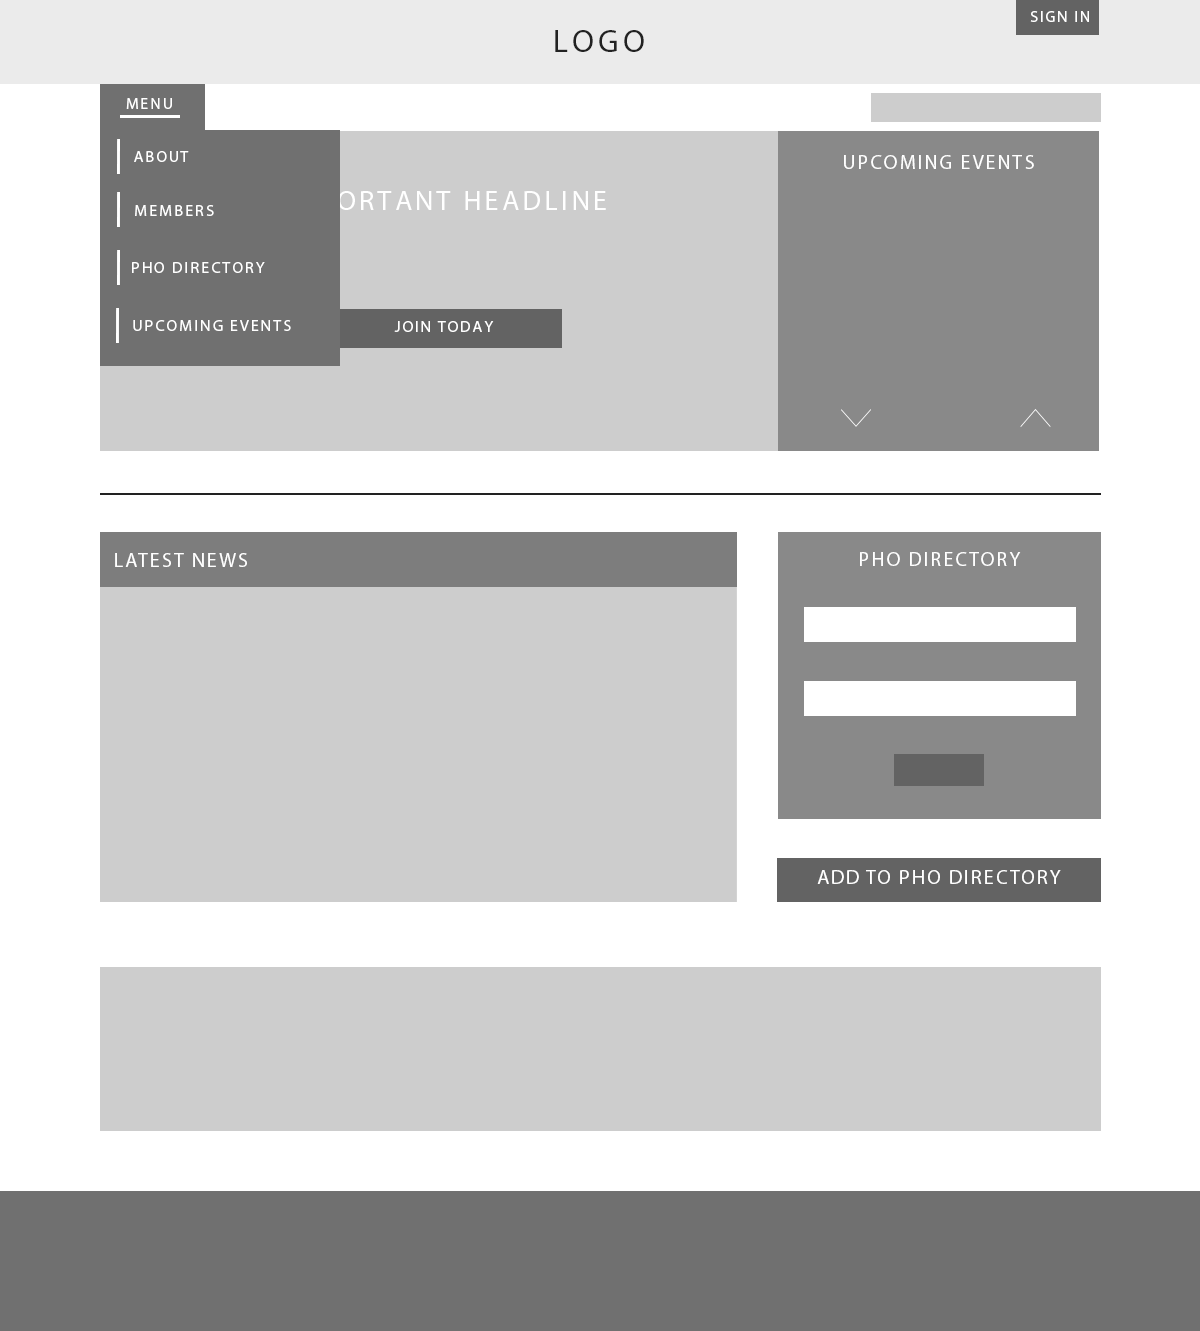 SIGN IN
LOGO
MENU
ABOUT
MEMBERS
PHO DIRECTORY
UPCOMING EVENTS
ORTANT HEADLINE
JOIN TODAY
UPCOMING EVENTS
LATEST NEWS
PHO DIRECTORY
ADD TO PHO DIRECTORY